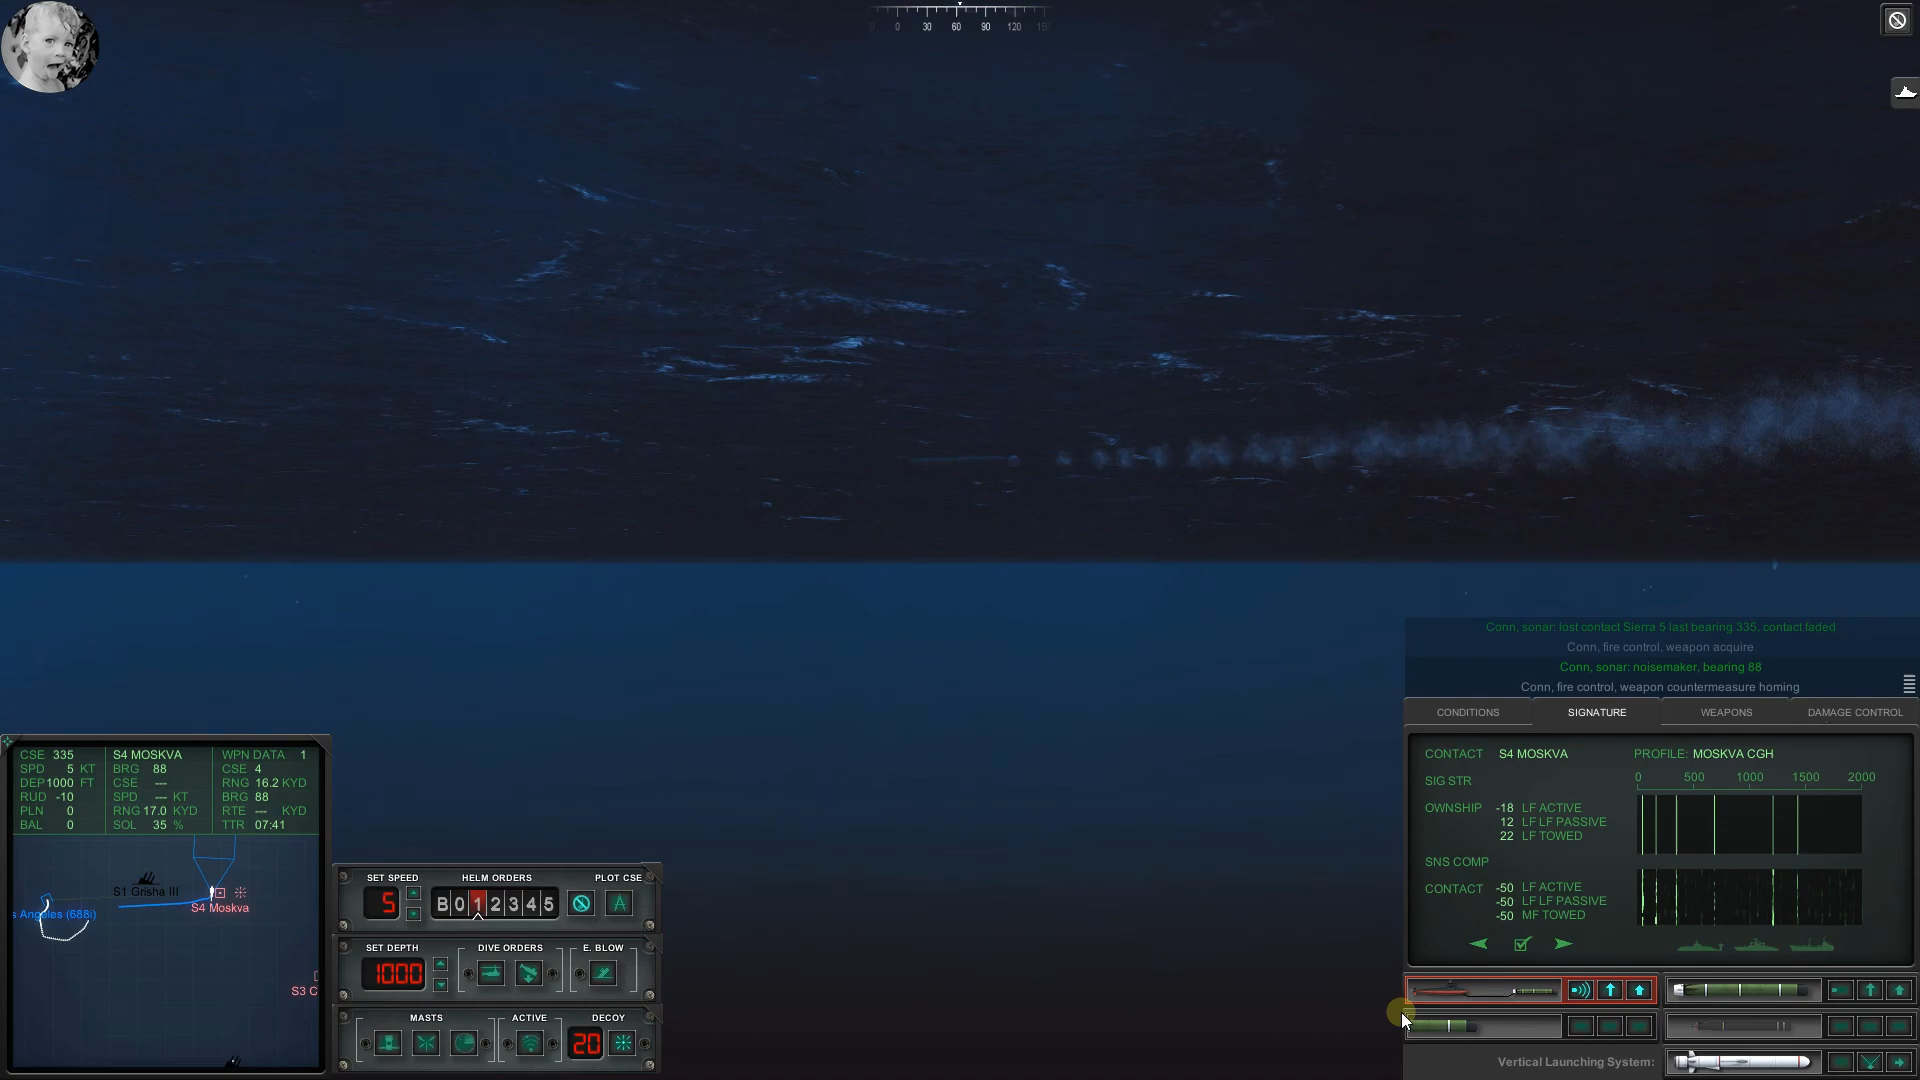 0 30 60 90 120
Conn, sonar: lost contact Sierra 5 last bearing 335, contact faded
Conn, fire control, weapon acquire
Conn, sonar: noisemaker, bearing 88
Conn, fire control, weapon countermeasure homing
CONDITIONS SIGNATURE WEAPONS DAMAGE CONTROL
CONTACT S4 MOSKVA PROFILE: MOSKVA CGH
SIG STR 0 500 1000 1500 2000
OWNSHIP -18 LF ACTIVE
12 LF LF PASSIVE
22 LF TOWED
SNS COMP
CONTACT -50 LF ACTIVE
-50 LF LF PASSIVE
-50 MF TOWED
Vertical Launching System:
CSE 335 S4 MOSKVA WPN DATA 1
SPD 5 KT BRG 88 CSE 4
DEP 1000 FT CSE --- RNG 16.2 KYD
RUD -10 SPD --- KT BRG 88
PLN 0 RNG 17.0 KYD RTE --- KYD
BAL 0 SOL 35 % TTR 07:41
S1 Grisha III
S4 Moskva
s Angeles (688i)
S3 C
SET SPEED HELM ORDERS PLOT CSE
5 B 0 1 2 3 4 5
SET DEPTH DIVE ORDERS E. BLOW
1000
MASTS ACTIVE DECOY
20